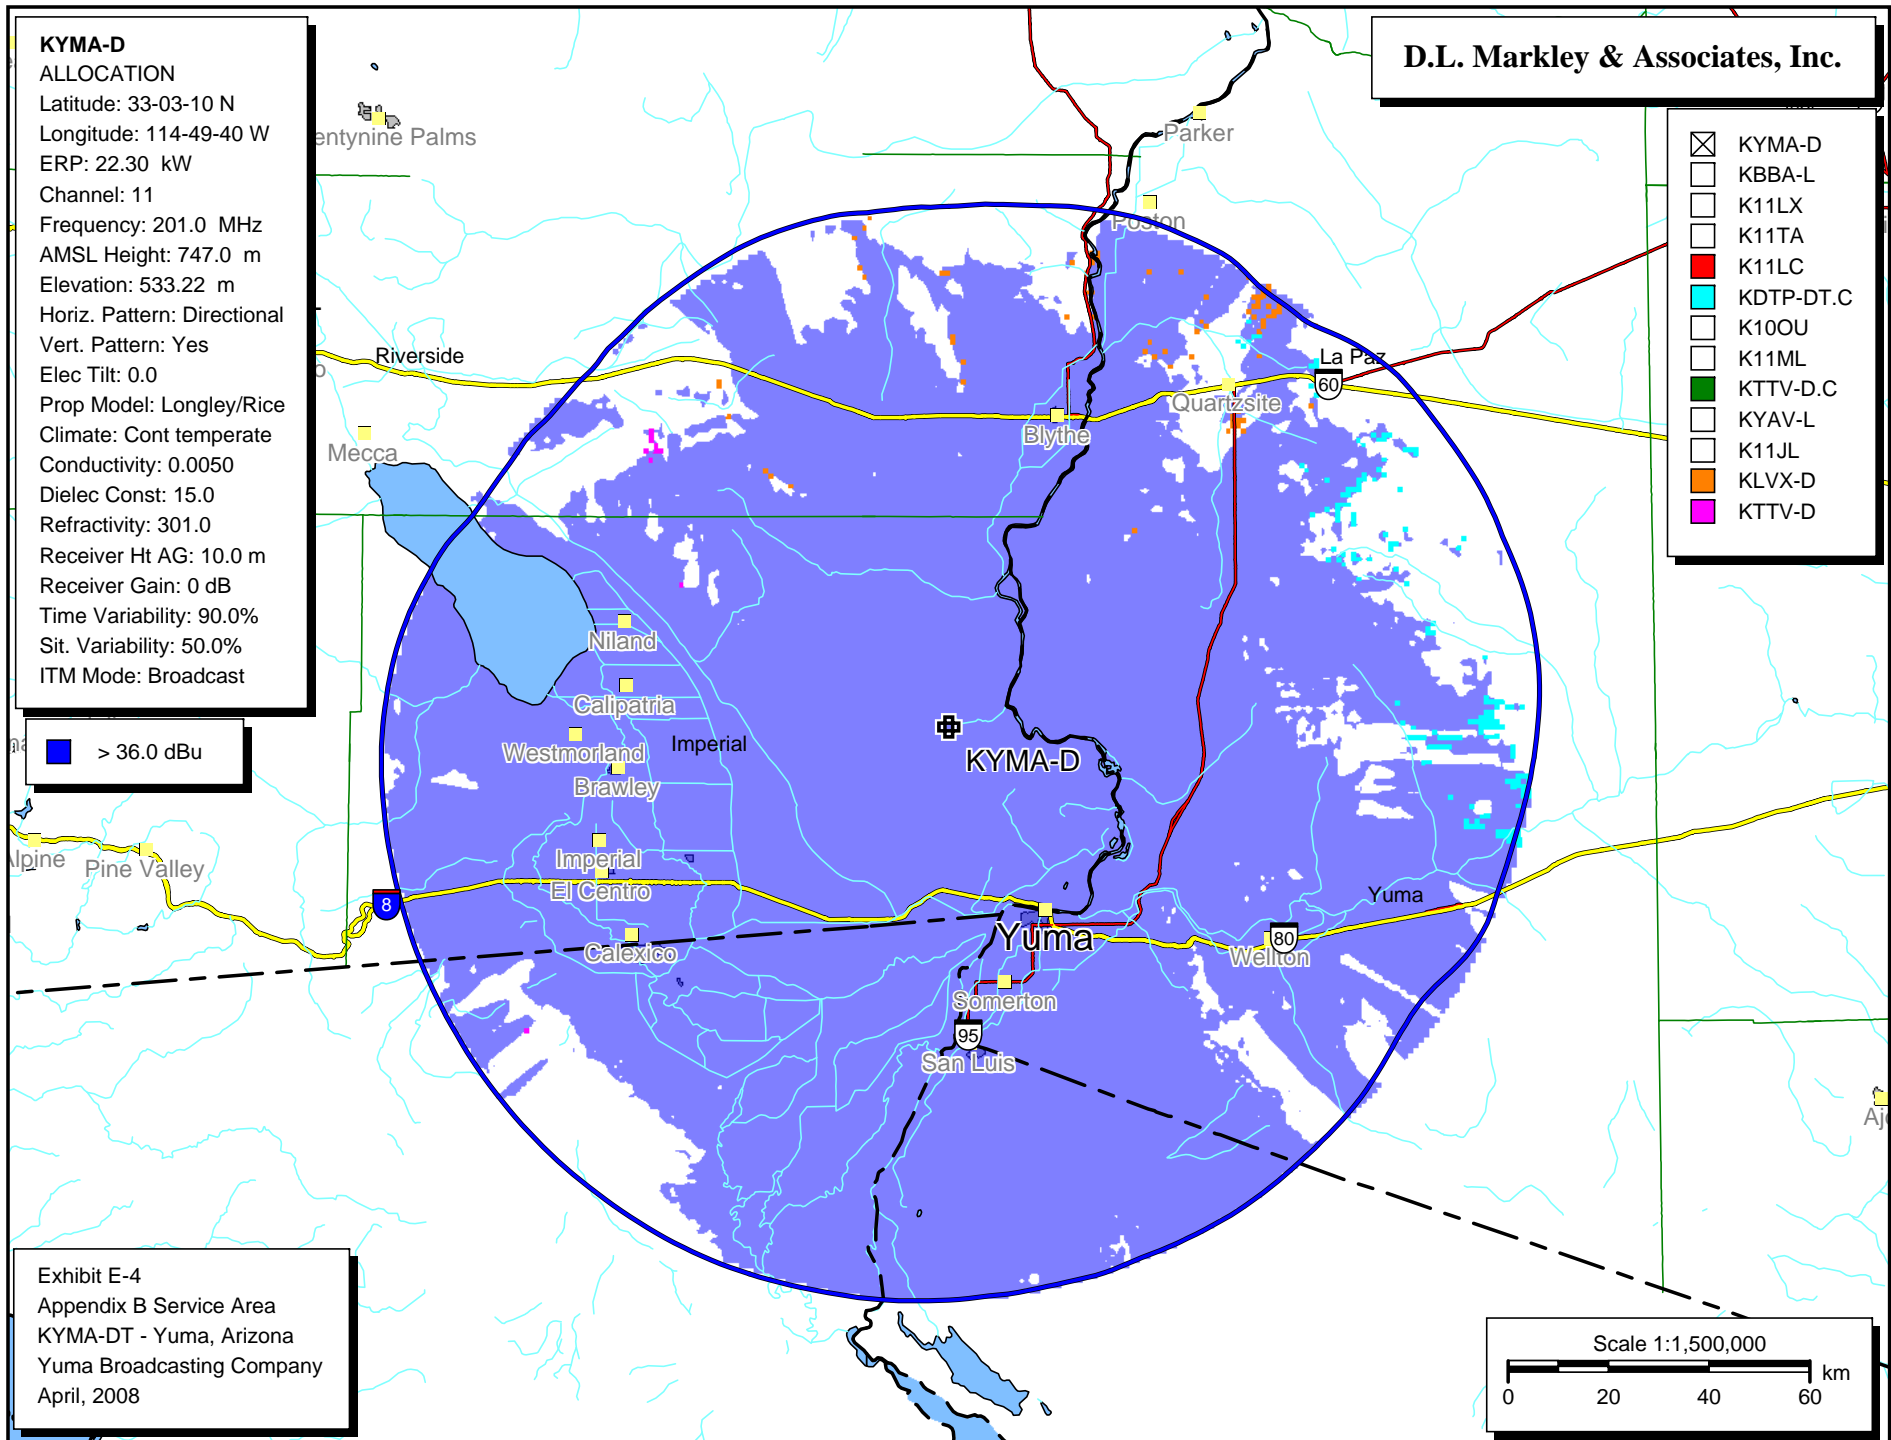 KYMA-D
ALLOCATION
Latitude: 33-03-10 N
Longitude: 114-49-40 W
ERP: 22.30 kW
Channel: 11
Frequency: 201.0 MHz
AMSL Height: 747.0 m
Elevation: 533.22 m
Horiz. Pattern: Directional
Vert. Pattern: Yes
Elec Tilt: 0.0
Prop Model: Longley/Rice
Climate: Cont temperate
Conductivity: 0.0050
Dielec Const: 15.0
Refractivity: 301.0
Receiver Ht AG: 10.0 m
Receiver Gain: 0 dB
Time Variability: 90.0%
Sit. Variability: 50.0%
ITM Mode: Broadcast
> 36.0 dBu
D.L. Markley & Associates, Inc.
KYMA-D
KBBA-L
K11LX
K11TA
K11LC
KDTP-DT.C
K10OU
K11ML
KTTV-D.C
KYAV-L
K11JL
KLVX-D
KTTV-D
entynine Palms
Parker
Poston
Riverside
La Paz
60
Quartzsite
Blythe
Mecca
Niland
Calipatria
Westmorland
Imperial
Brawley
KYMA-D
Alpine
Pine Valley
Imperial
El Centro
8
Yuma
Calexico
Yuma
80
Wellton
Somerton
95
San Luis
Ajo
Exhibit E-4
Appendix B Service Area
KYMA-DT - Yuma, Arizona
Yuma Broadcasting Company
April, 2008
Scale 1:1,500,000
km
0 20 40 60